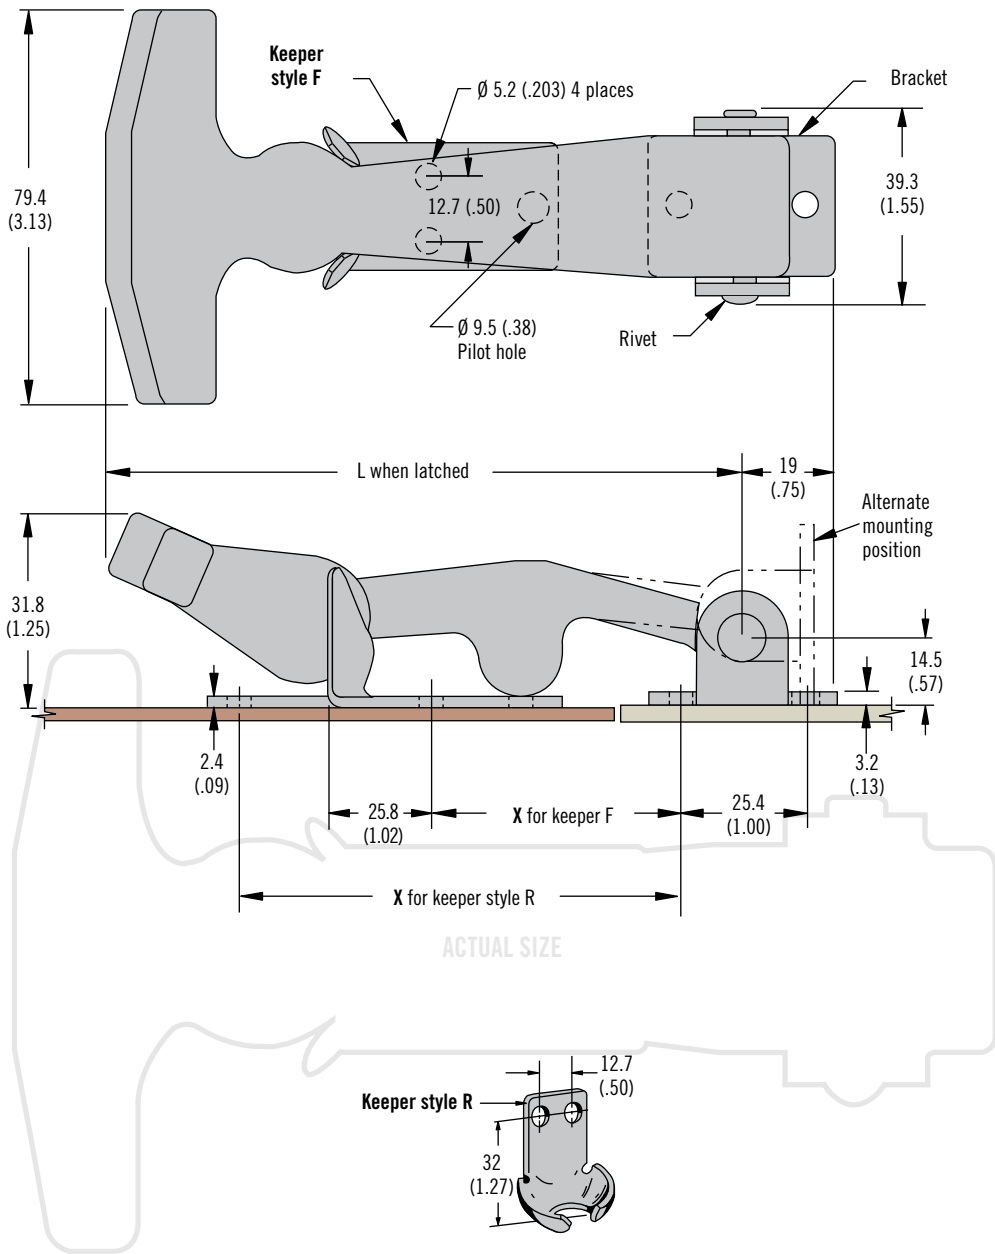 Keeper
style F
Ø 5.2 (.203) 4 places
Bracket
79.4
(3.13)
12.7 (.50)
39.3
(1.55)
Ø 9.5 (.38)
Pilot hole
Rivet
L when latched
19
(.75)
Alternate
mounting
position
31.8
(1.25)
14.5
(.57)
2.4
(.09)
3.2
(.13)
25.8
(1.02)
X for keeper F
25.4
(1.00)
X for keeper style R
ACTUAL SIZE
12.7
(.50)
Keeper style R
32
(1.27)